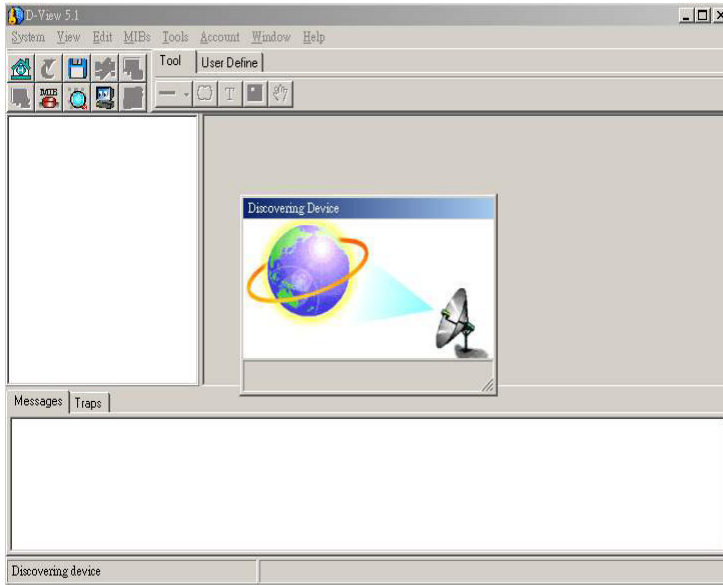 D-View 5.1
System View Edit MIBs Tools Account Window Help
Tool User Define
MIB
T
Discovering Device
Messages Traps
Discovering device